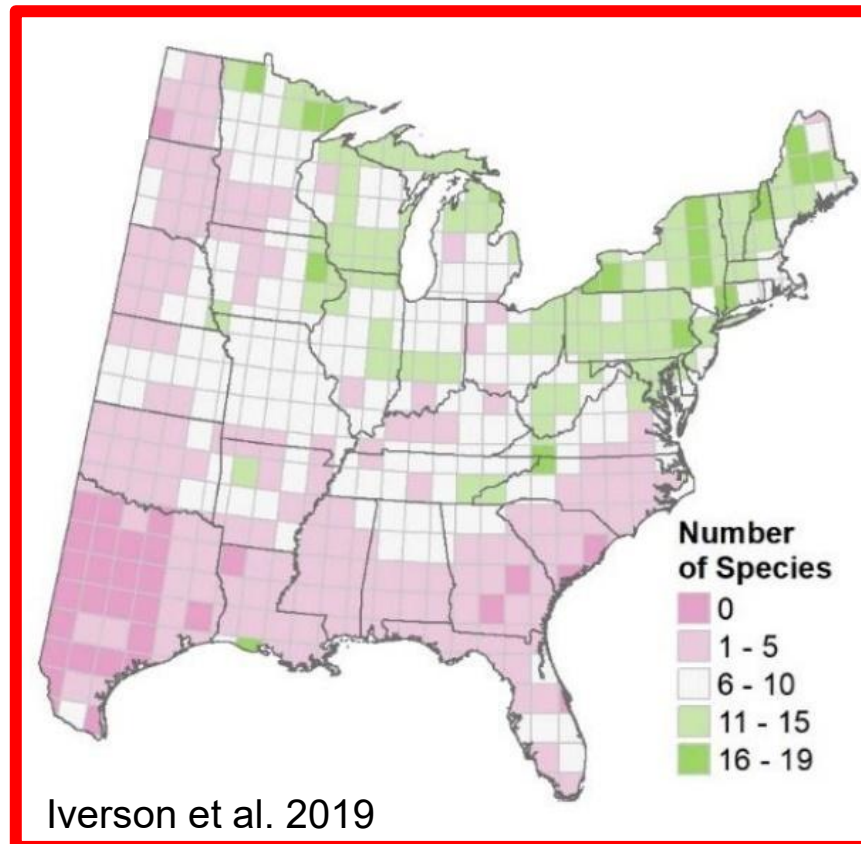 Number
of Species
0
1 - 5
6 - 10
11 - 15
16 - 19
Iverson et al. 2019